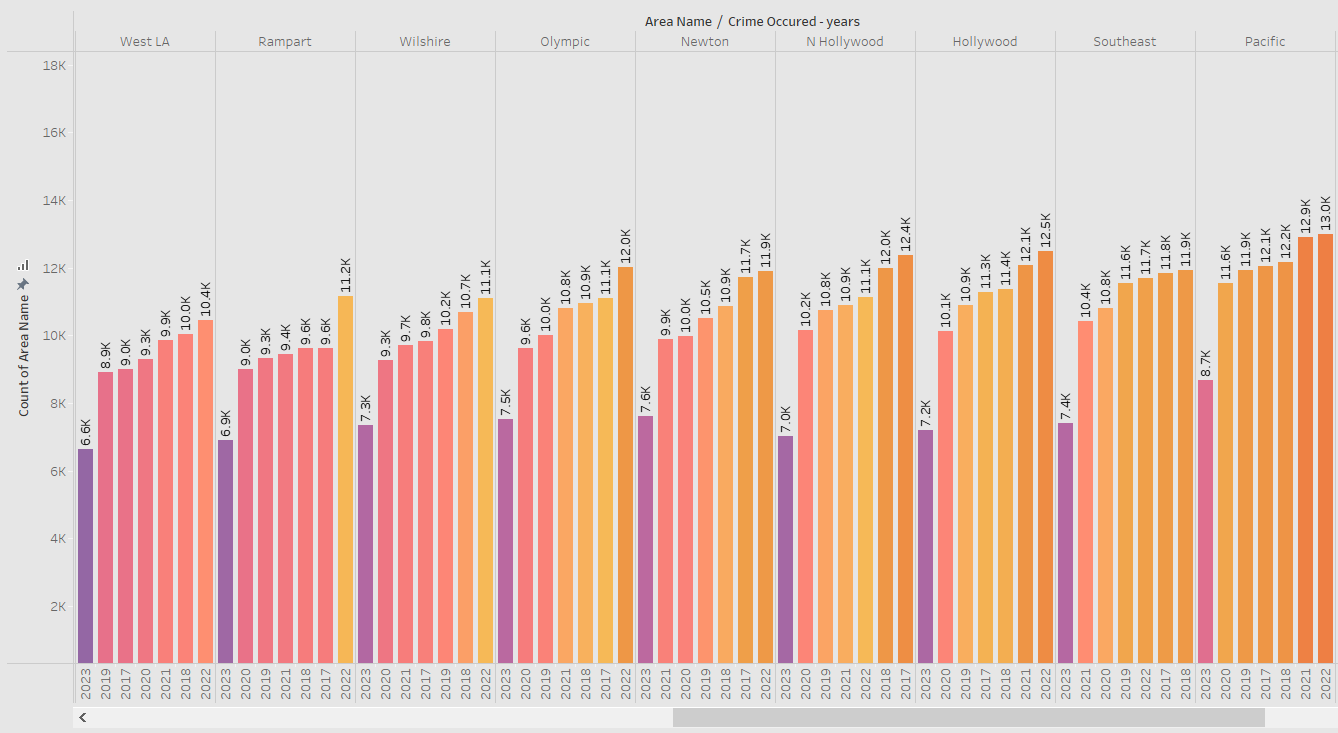 Area Name / Crime Occured - years
West LA Rampart Wilshire Olympic Newton N Hollywood Hollywood Southeast Pacific
18K
16K
14K
12K
10K
8K
6K
4K
2K
Count of Area Name
6.6K 8.9K 9.0K 9.3K 9.9K 10.0K 10.4K
6.9K 9.0K 9.3K 9.4K 9.6K 9.6K 11.2K
7.3K 9.3K 9.7K 9.8K 10.2K 10.7K 11.1K
7.5K 9.6K 10.0K 10.8K 10.9K 11.1K 12.0K
7.6K 9.9K 10.0K 10.5K 10.9K 11.7K 11.9K
7.0K 10.2K 10.8K 10.9K 11.1K 12.0K 12.4K
7.2K 10.1K 10.9K 11.3K 11.4K 12.1K 12.5K
7.4K 10.4K 10.8K 11.6K 11.7K 11.8K 11.9K
8.7K 11.6K 11.9K 12.1K 12.2K 12.9K 13.0K
2023 2019 2017 2020 2021 2018 2022
2023 2020 2019 2021 2018 2017 2022
2023 2020 2021 2017 2019 2018 2022
2023 2020 2019 2021 2018 2017 2022
2023 2021 2020 2019 2018 2017 2022
2023 2020 2019 2021 2022 2018 2017
2023 2020 2019 2017 2018 2021 2022
2023 2021 2020 2019 2022 2017 2018
2023 2020 2019 2017 2018 2021 2022